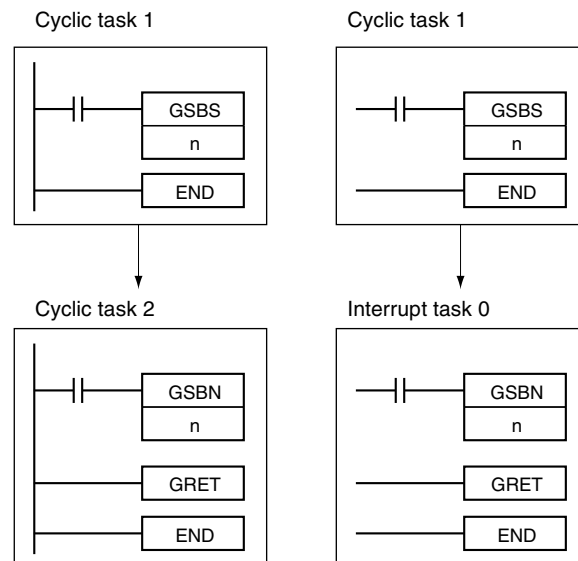 Cyclic task 1
GSBS
n
END
Cyclic task 2
GSBN
n
GRET
END
Cyclic task 1
GSBS
n
END
Interrupt task 0
GSBN
n
GRET
END